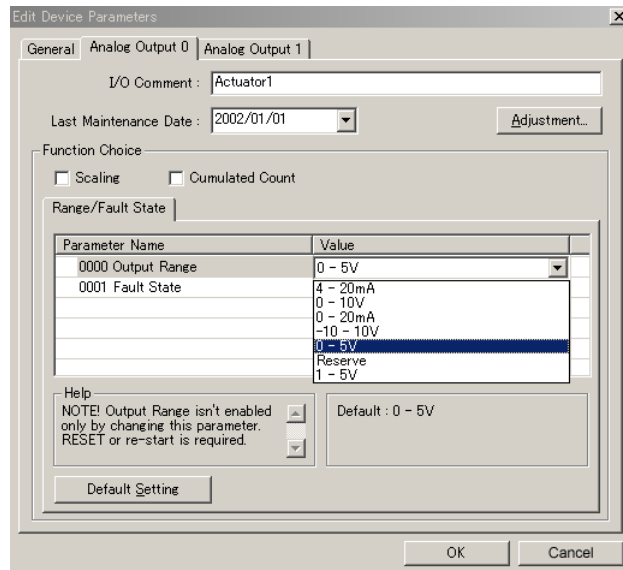 Edit Device Parameters
General
Analog Output 0
Analog Output 1
I/O Comment : Actuator1
Last Maintenance Date : 2002/01/01
Adjustment...
Function Choice
Scaling
Cumulated Count
Range/Fault State
Parameter Name Value
0000 Output Range 0 - 5V
0001 Fault State
4 - 20mA
0 - 10V
0 - 20mA
-10 - 10V
0 - 5V
Reserve
1 - 5V
Help
NOTE! Output Range isn't enabled
only by changing this parameter.
RESET or re-start is required.
Default : 0 - 5V
Default Setting
OK
Cancel